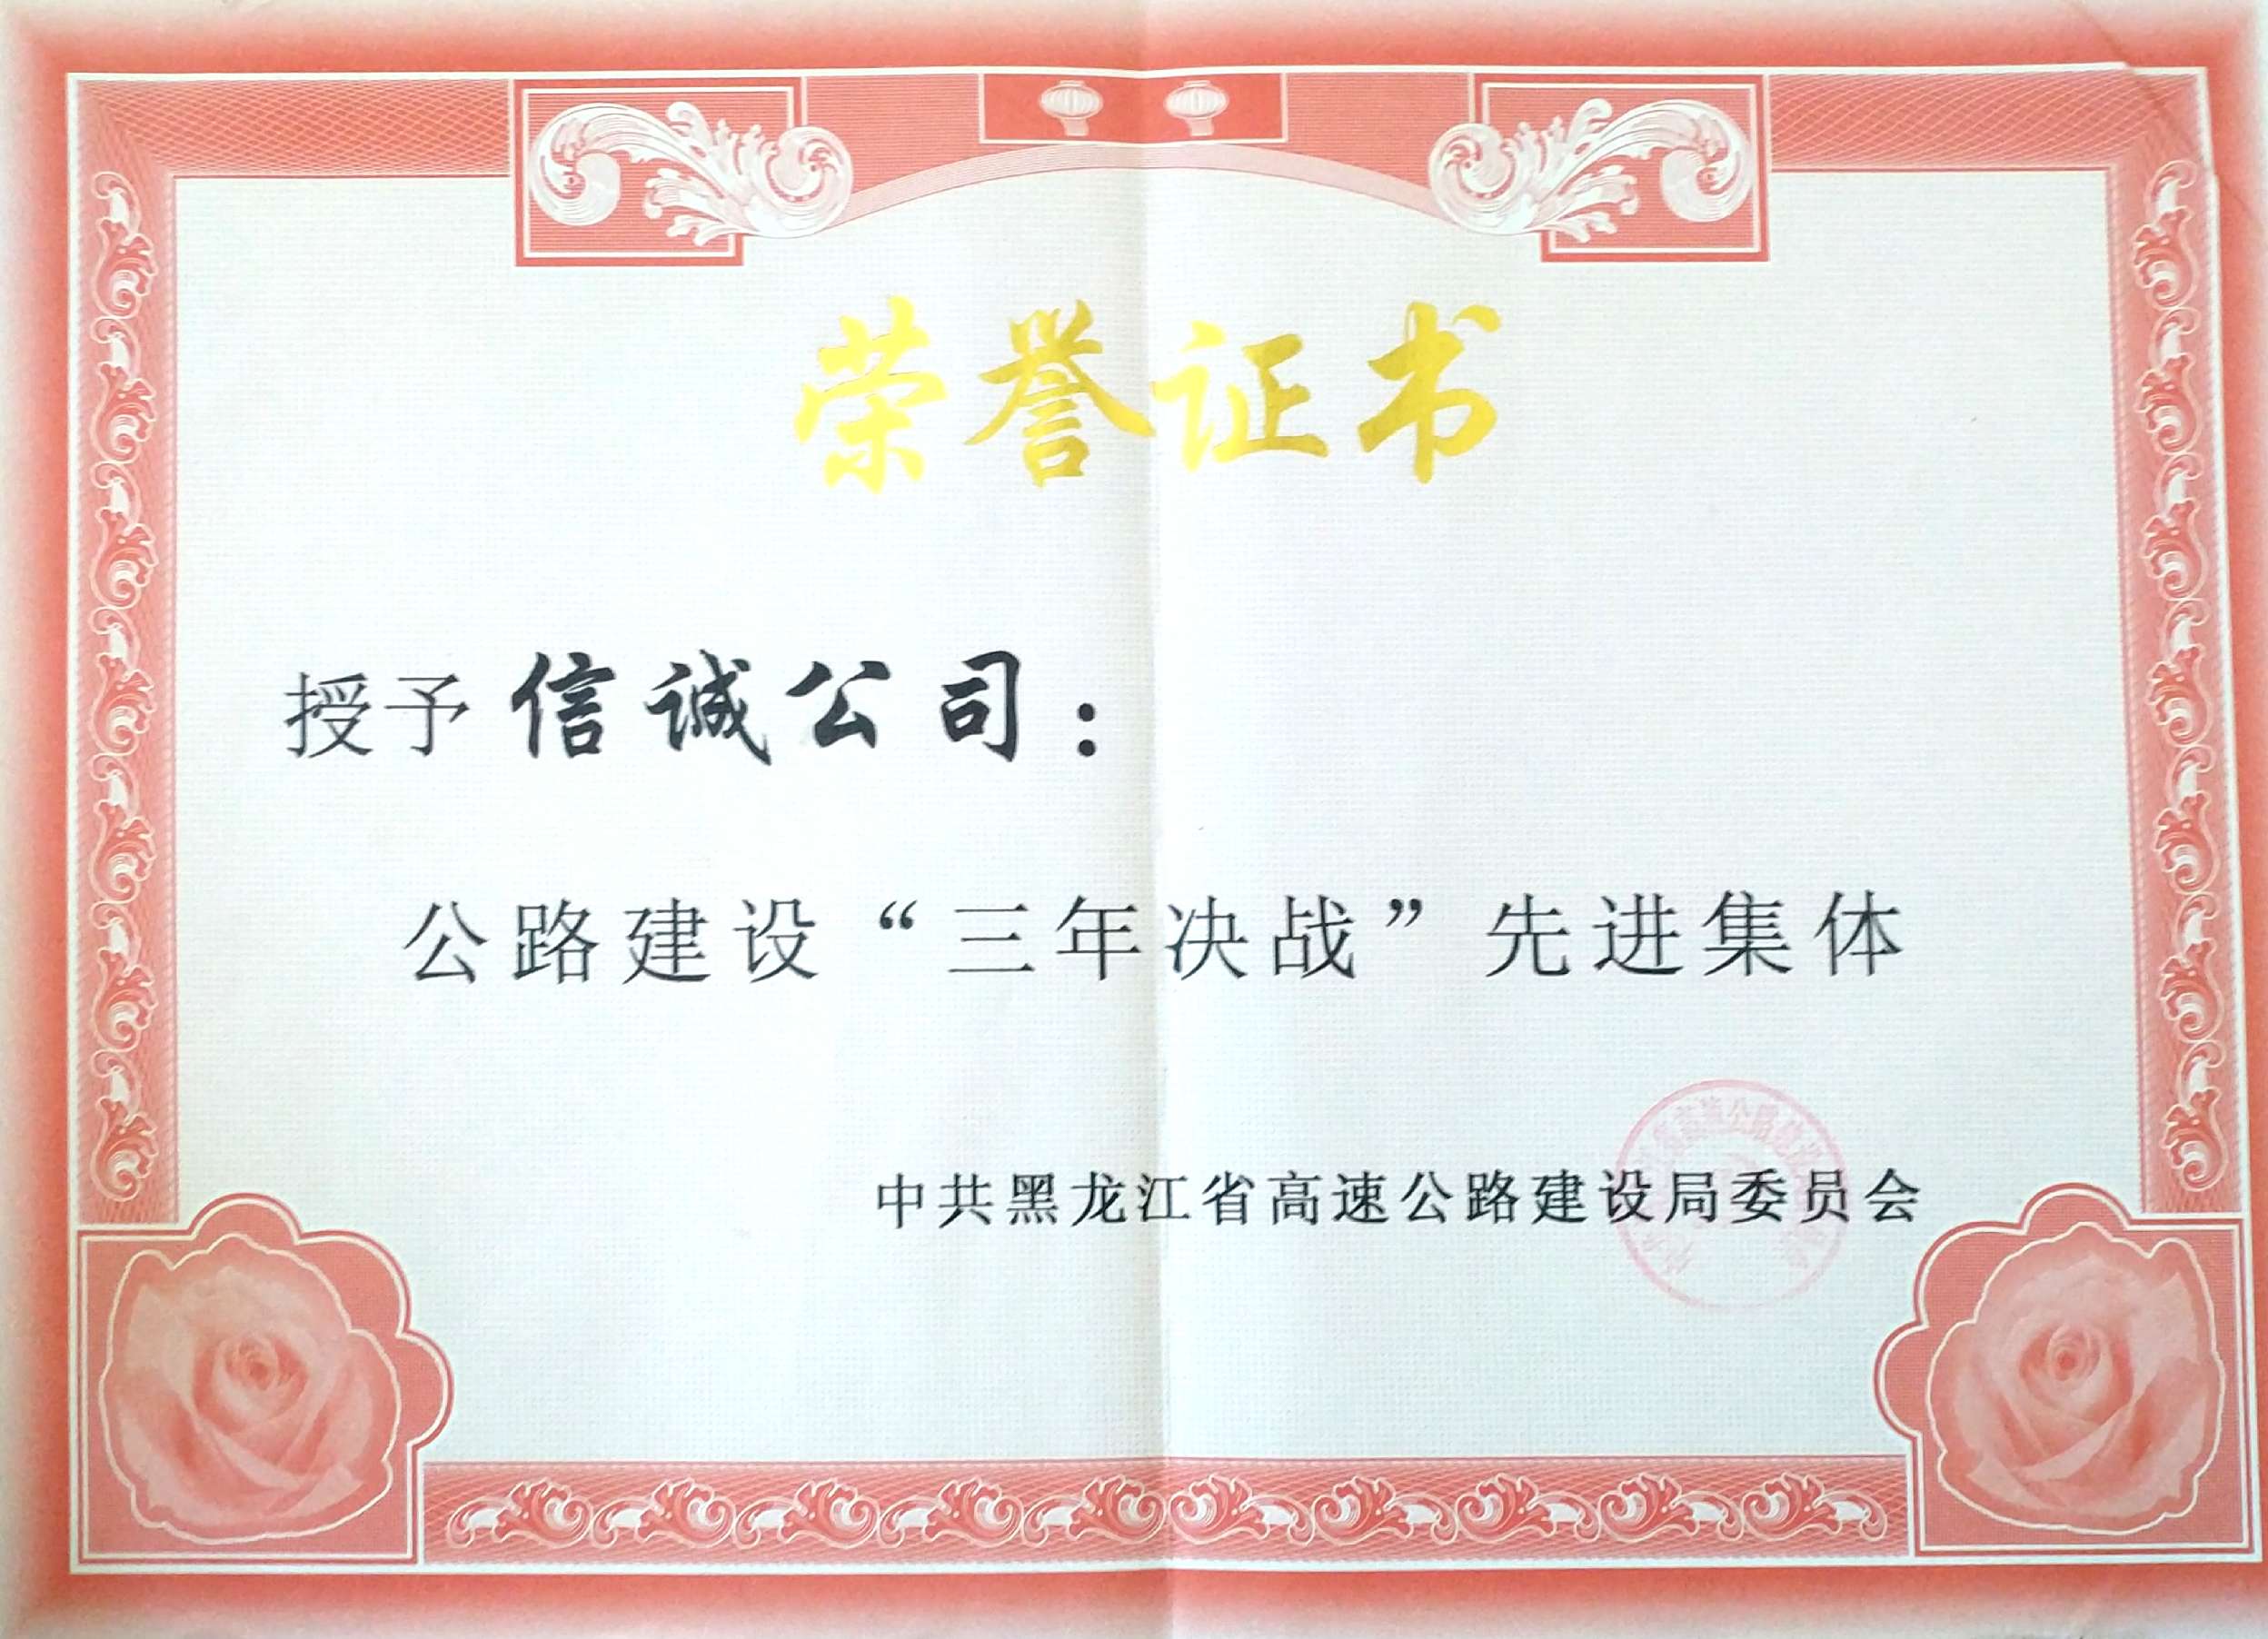 荣誉证书
授予信诚公司：
公路建设“三年决战”先进集体
中共黑龙江省高速公路建设局委员会